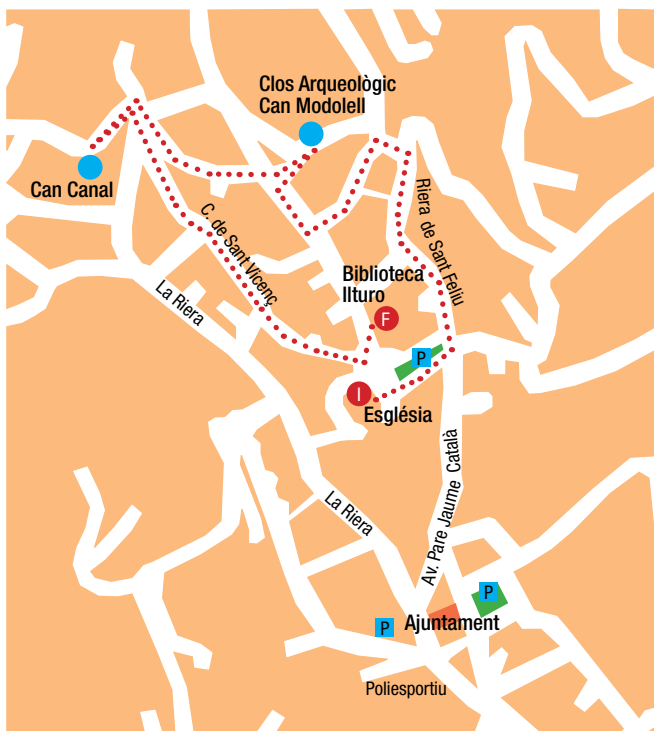 Clos Arqueològic
Can Modolell
Can Canal
Riera de Sant Feliu
C. de Sant Vicenç
Biblioteca
Ilturo
La Riera
F
P
I
Església
La Riera
Av. Pare Jaume Català
P
P
Ajuntament
Poliesportiu